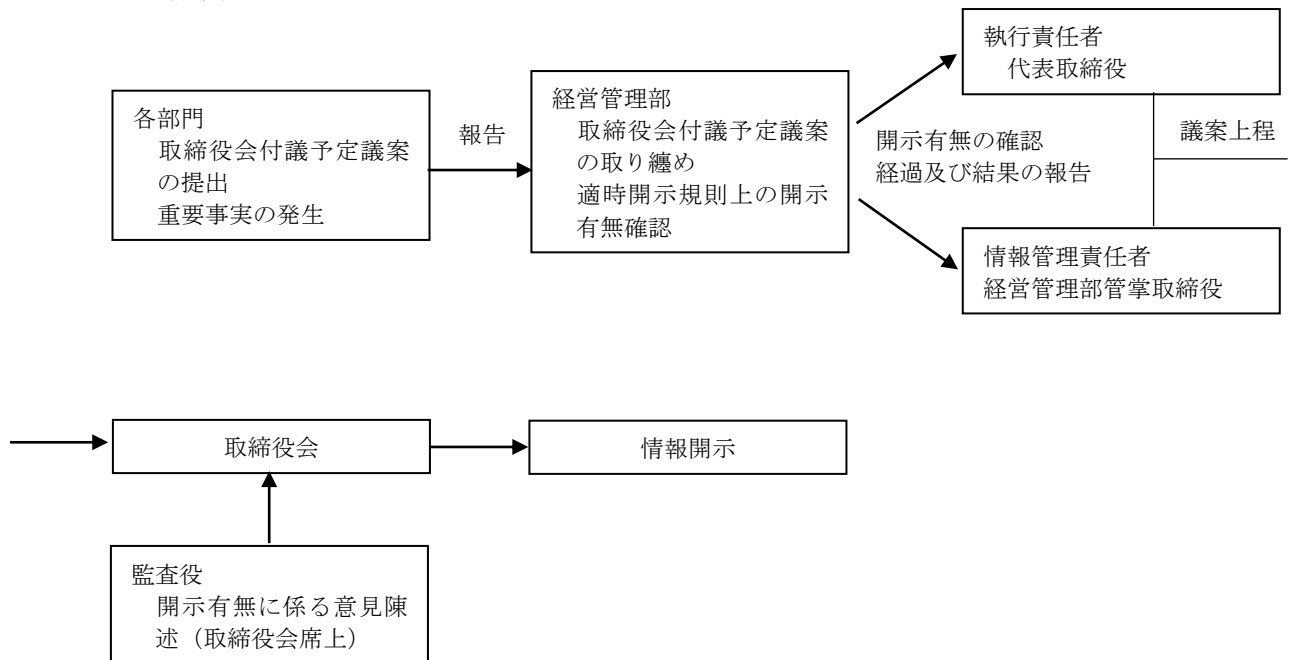 各部門
取締役会付議予定議案
の提出
重要事実の発生
報告
経営管理部
取締役会付議予定議案
の取り纏め
適時開示規則上の開示
有無確認
開示有無の確認
経過及び結果の報告
執行責任者
代表取締役
議案上程
情報管理責任者
経営管理部管掌取締役
取締役会
情報開示
監査役
開示有無に係る意見陳
述（取締役会席上）